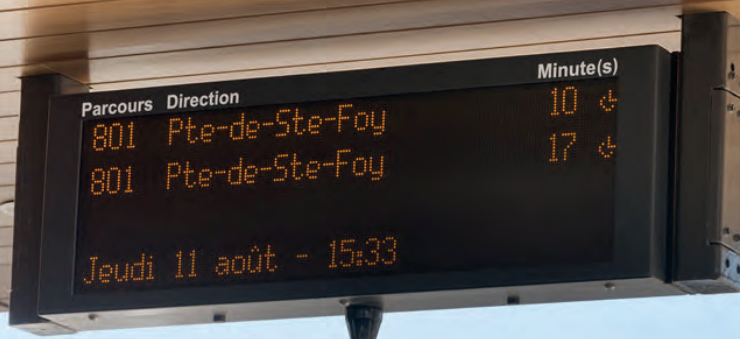 Parcours Direction Minute(s)
801 Pte-de-Ste-Foy 10
801 Pte-de-Ste-Foy 17
Jeudi 11 août - 15:33